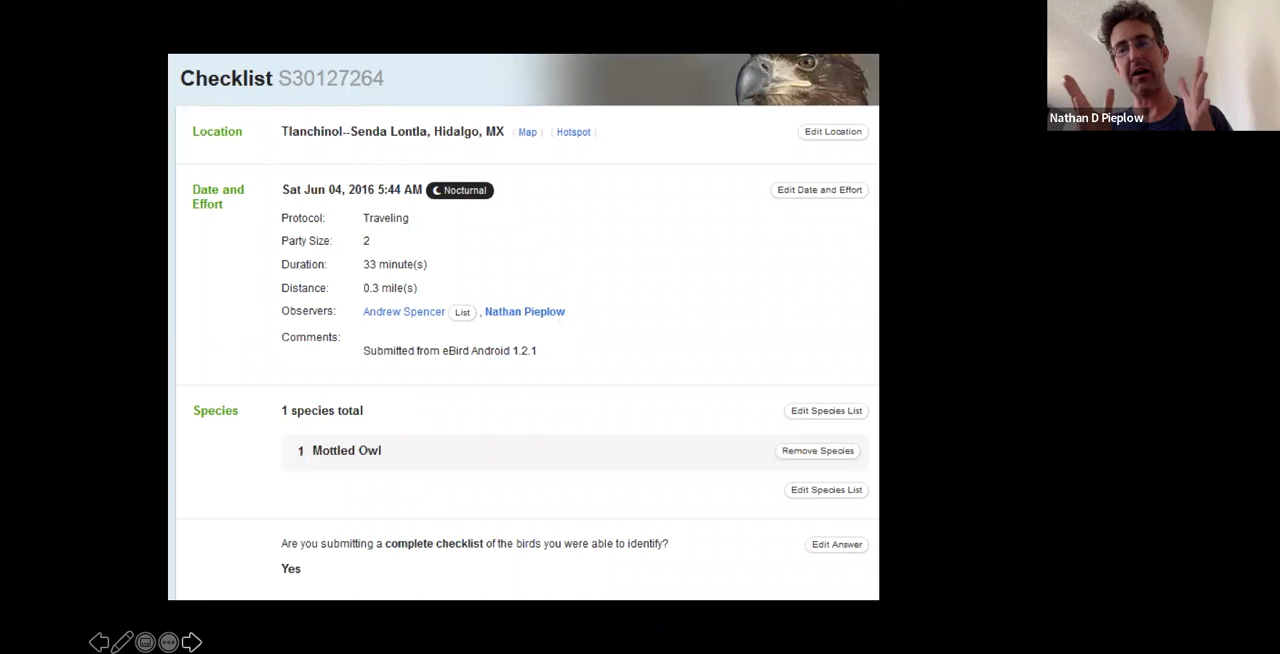 Checklist S30127264
Location
Tlanchinol--Senda Lontla, Hidalgo, MX ( Map ) ( Hotspot )
Edit Location
Date and Effort
Sat Jun 04, 2016 5:44 AM Nocturnal
Edit Date and Effort
Protocol: Traveling
Party Size: 2
Duration: 33 minute(s)
Distance: 0.3 mile(s)
Observers: Andrew Spencer List , Nathan Pieplow
Comments:
Submitted from eBird Android 1.2.1
Species
1 species total
Edit Species List
1 Mottled Owl
Remove Species
Edit Species List
Are you submitting a complete checklist of the birds you were able to identify?
Edit Answer
Yes
Nathan D Pieplow